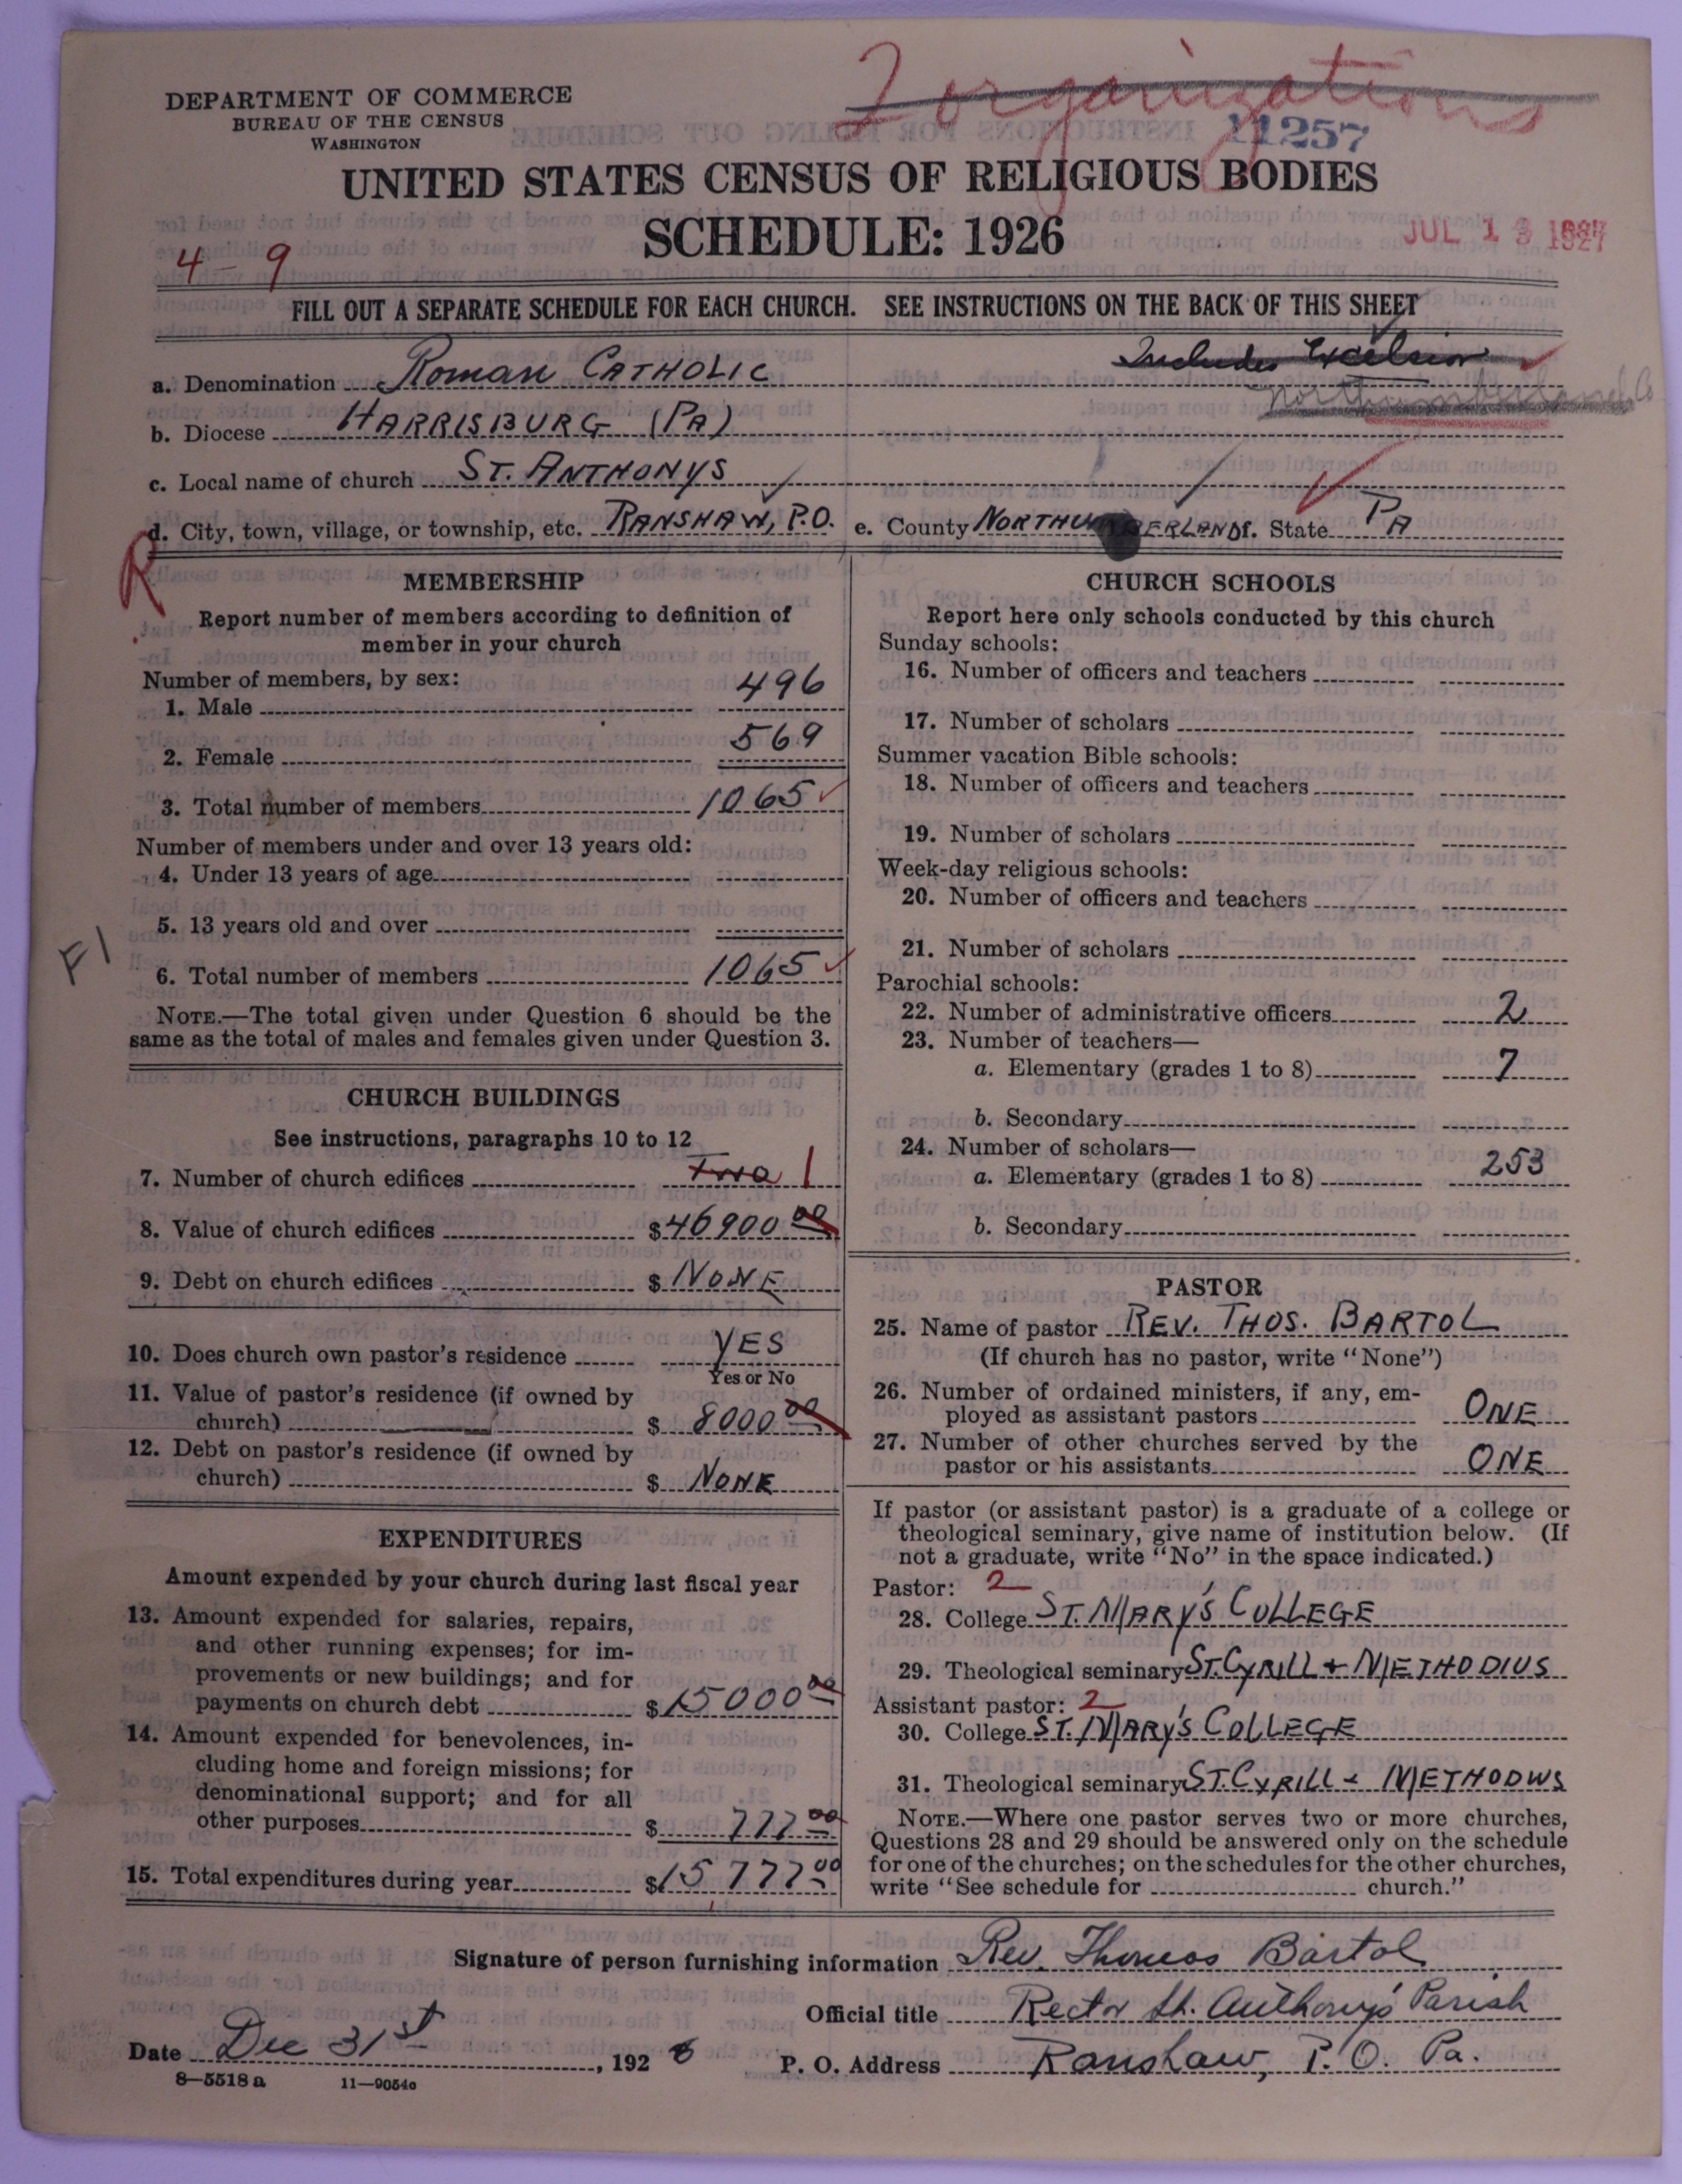 2 organizations
DEPARTMENT OF COMMERCE
BUREAU OF THE CENSUS
WASHINGTON
11257
UNITED STATES CENSUS OF RELIGIOUS BODIES
SCHEDULE: 1926
JUL 13 1927
4-9
FILL OUT A SEPARATE SCHEDULE FOR EACH CHURCH. SEE INSTRUCTIONS ON THE BACK OF THIS SHEET
Includes Excelsior
a. Denomination Roman CATHOLIC
Northumberland Co
b. Diocese HARRISBURG (PA)
c. Local name of church ST. ANTHONYS
d. City, town, village, or township, etc. RANSHAW, P.O. e. County NORTHUMBERLAND f. State PA
R
MEMBERSHIP
Report number of members according to definition of
member in your church
Number of members, by sex:
1. Male 496
2. Female 569
3. Total number of members 1065
Number of members under and over 13 years old:
4. Under 13 years of age
5. 13 years old and over
F1
6. Total number of members 1065
NOTE.—The total given under Question 6 should be the
same as the total of males and females given under Question 3.
CHURCH BUILDINGS
See instructions, paragraphs 10 to 12
7. Number of church edifices Two 1
8. Value of church edifices $46900 00
9. Debt on church edifices $ NONE
10. Does church own pastor's residence YES
Yes or No
11. Value of pastor's residence (if owned by
church) $ 8000 00
12. Debt on pastor's residence (if owned by
church) $ NONE
EXPENDITURES
Amount expended by your church during last fiscal year
13. Amount expended for salaries, repairs,
and other running expenses; for im-
provements or new buildings; and for
payments on church debt $15000 00
14. Amount expended for benevolences, in-
cluding home and foreign missions; for
denominational support; and for all
other purposes $ 777 00
15. Total expenditures during year $15777 00
CHURCH SCHOOLS
Report here only schools conducted by this church
Sunday schools:
16. Number of officers and teachers
17. Number of scholars
Summer vacation Bible schools:
18. Number of officers and teachers
19. Number of scholars
Week-day religious schools:
20. Number of officers and teachers
21. Number of scholars
Parochial schools:
22. Number of administrative officers 2
23. Number of teachers—
a. Elementary (grades 1 to 8) 7
b. Secondary
24. Number of scholars—
a. Elementary (grades 1 to 8) 253
b. Secondary
PASTOR
25. Name of pastor REV. THOS. BARTOL
(If church has no pastor, write "None")
26. Number of ordained ministers, if any, em-
ployed as assistant pastors ONE
27. Number of other churches served by the
pastor or his assistants ONE
If pastor (or assistant pastor) is a graduate of a college or
theological seminary, give name of institution below. (If
not a graduate, write "No" in the space indicated.)
Pastor: 2
28. College ST. MARY'S COLLEGE
29. Theological seminary ST. CYRILL + METHODIUS
Assistant pastor: 2
30. College ST. MARY'S COLLEGE
31. Theological seminary ST. CYRILL + METHODIUS
NOTE.—Where one pastor serves two or more churches,
Questions 28 and 29 should be answered only on the schedule
for one of the churches; on the schedules for the other churches,
write "See schedule for church."
Signature of person furnishing information Rev. Thomas Bartol
Official title Rector St. Anthony's Parish
Date Dec 31st, 1926 P. O. Address Ranshaw, P.O. Pa.
8—5518 a 11—9054c